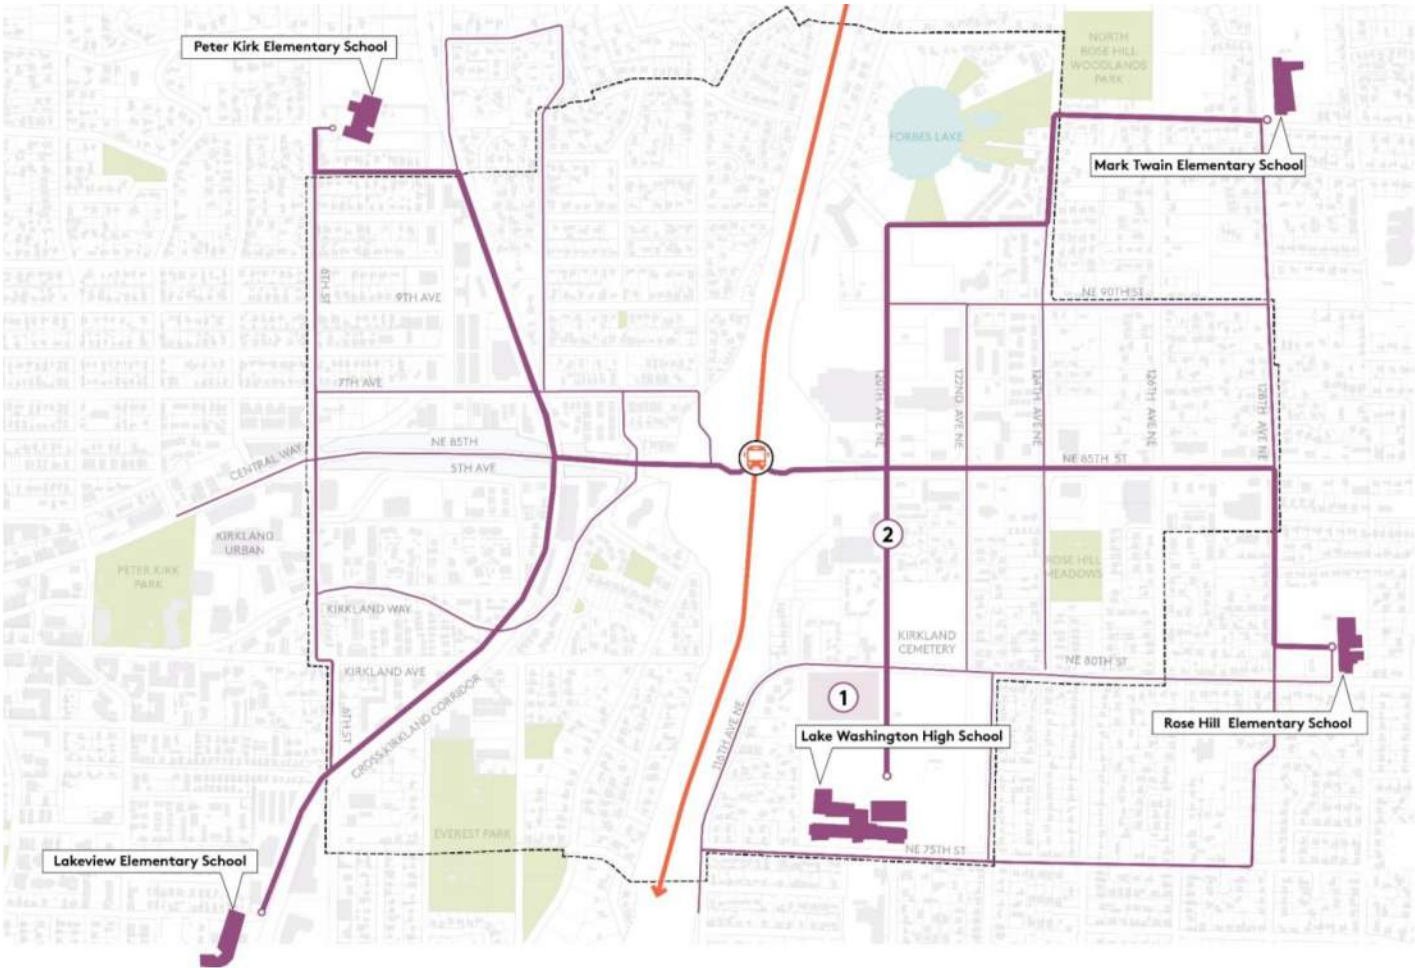 Peter Kirk Elementary School
NORTH
ROSE HILL
WOODLANDS
PARK
FORBES LAKE
Mark Twain Elementary School
6TH ST
9TH AVE
NE 90TH ST
7TH AVE
120TH AVE NE
122ND AVE NE
124TH AVE NE
126TH AVE NE
128TH AVE NE
NE 85TH
CENTRAL WAY
5TH AVE
NE 85TH ST
KIRKLAND
URBAN
2
PETER KIRK
PARK
ROSE HILL
MEADOWS
KIRKLAND WAY
KIRKLAND
CEMETERY
KIRKLAND AVE
NE 80TH ST
6TH ST
CROSS KIRKLAND CORRIDOR
1
116TH AVE NE
Rose Hill Elementary School
Lake Washington High School
EVEREST PARK
NE 75TH ST
Lakeview Elementary School